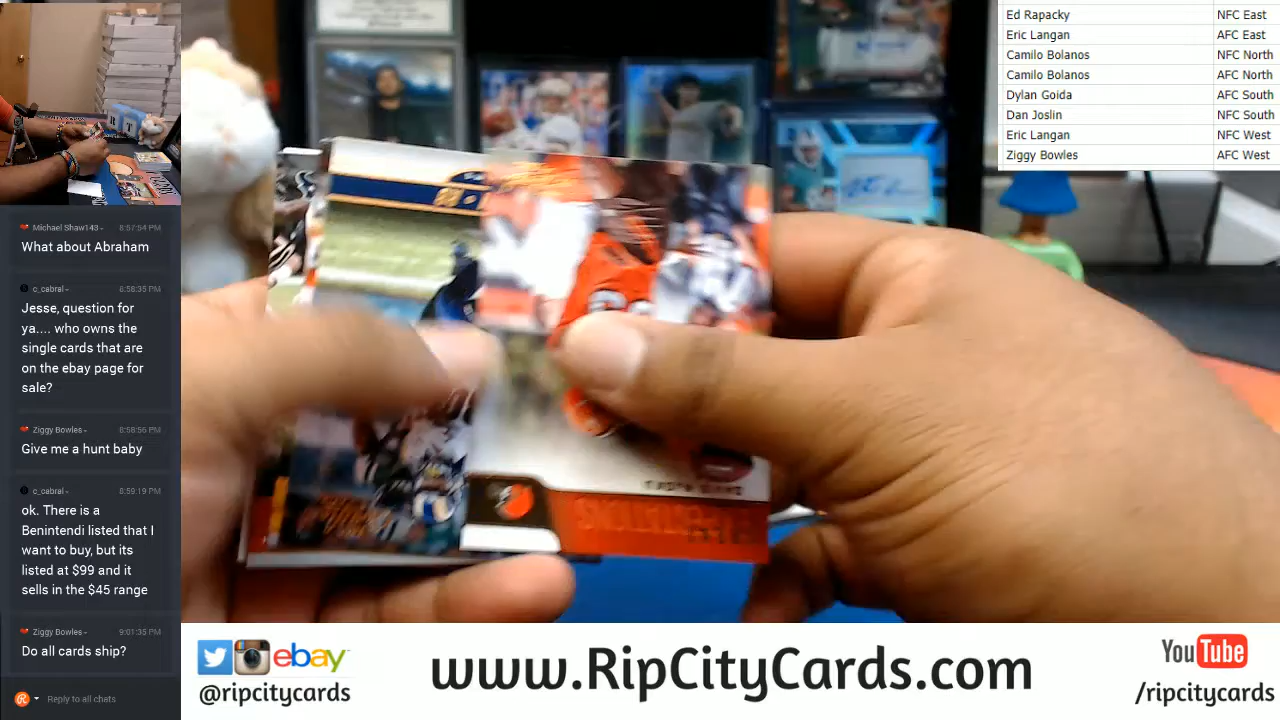 Ed Rapacky NFC East
Eric Langan AFC East
Camilo Bolanos NFC North
Camilo Bolanos AFC North
Dylan Goida AFC South
Dan Joslin NFC South
Eric Langan NFC West
Ziggy Bowles AFC West
Michael Shaw143 8:57:54 PM
What about Abraham
c_cabral 8:58:35 PM
Jesse, question for
ya.... who owns the
single cards that are
on the ebay page for
sale?
Ziggy Bowles 8:58:56 PM
Give me a hunt baby
c_cabral 8:59:19 PM
ok. There is a
Benintendi listed that I
want to buy, but its
listed at $99 and it
sells in the $45 range
Ziggy Bowles 9:01:35 PM
Do all cards ship?
Reply to all chats
ebay
@ripcitycards
www.RipCityCards.com
YouTube
/ripcitycards